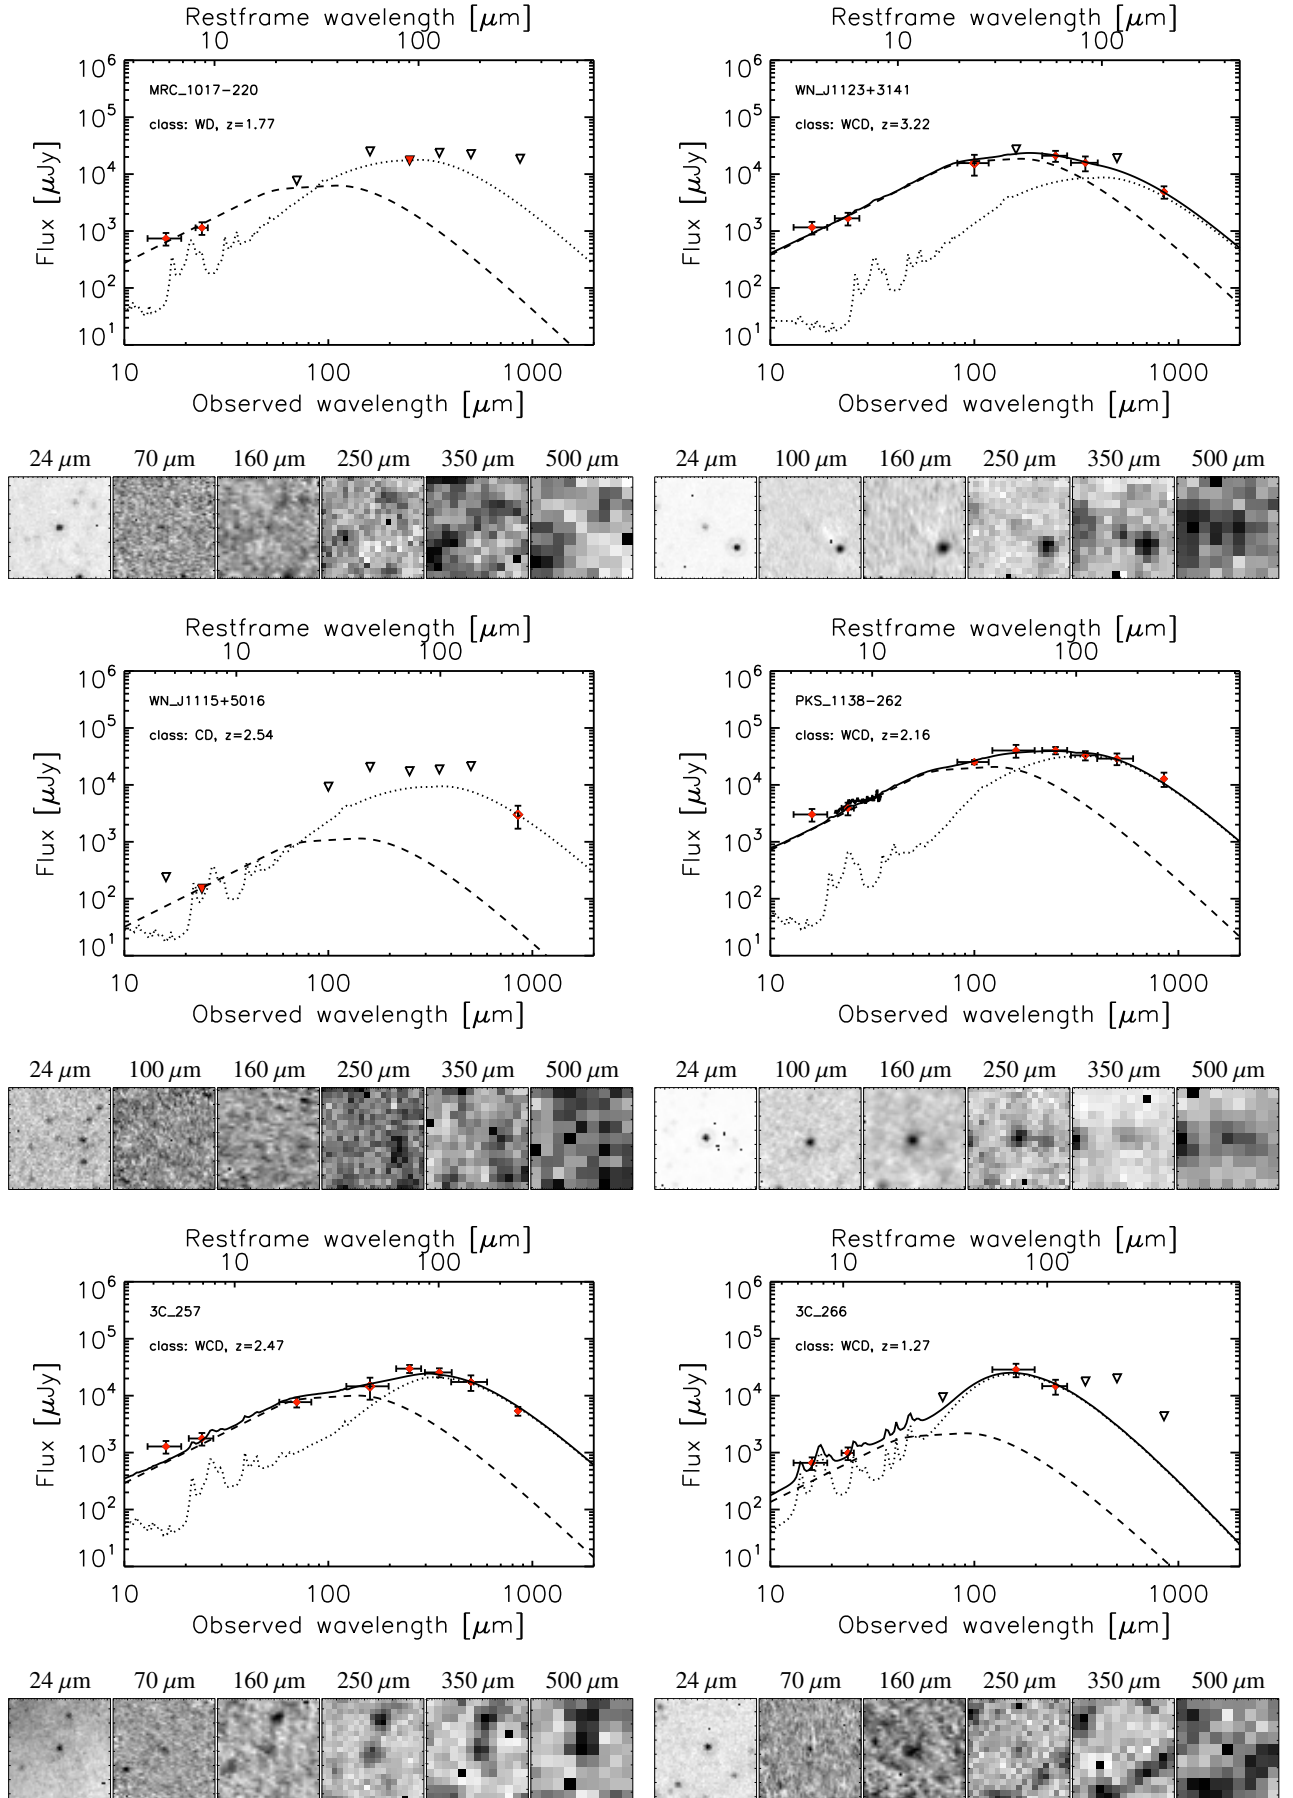 Restframe wavelength [μm]
10 100
10^6
10^5
10^4
10^3
10^2
10^1
Flux [μJy]
MRC_1017-220
class: WD, z=1.77
10 100 1000
Observed wavelength [μm]
24 μm 70 μm 160 μm 250 μm 350 μm 500 μm
Restframe wavelength [μm]
10 100
10^6
10^5
10^4
10^3
10^2
10^1
Flux [μJy]
WN_J1123+3141
class: WCD, z=3.22
10 100 1000
Observed wavelength [μm]
24 μm 100 μm 160 μm 250 μm 350 μm 500 μm
Restframe wavelength [μm]
10 100
10^6
10^5
10^4
10^3
10^2
10^1
Flux [μJy]
WN_J1115+5016
class: CD, z=2.54
10 100 1000
Observed wavelength [μm]
24 μm 100 μm 160 μm 250 μm 350 μm 500 μm
Restframe wavelength [μm]
10 100
10^6
10^5
10^4
10^3
10^2
10^1
Flux [μJy]
PKS_1138-262
class: WCD, z=2.16
10 100 1000
Observed wavelength [μm]
24 μm 100 μm 160 μm 250 μm 350 μm 500 μm
Restframe wavelength [μm]
10 100
10^6
10^5
10^4
10^3
10^2
10^1
Flux [μJy]
3C_257
class: WCD, z=2.47
10 100 1000
Observed wavelength [μm]
24 μm 70 μm 160 μm 250 μm 350 μm 500 μm
Restframe wavelength [μm]
10 100
10^6
10^5
10^4
10^3
10^2
10^1
Flux [μJy]
3C_266
class: WCD, z=1.27
10 100 1000
Observed wavelength [μm]
24 μm 70 μm 160 μm 250 μm 350 μm 500 μm